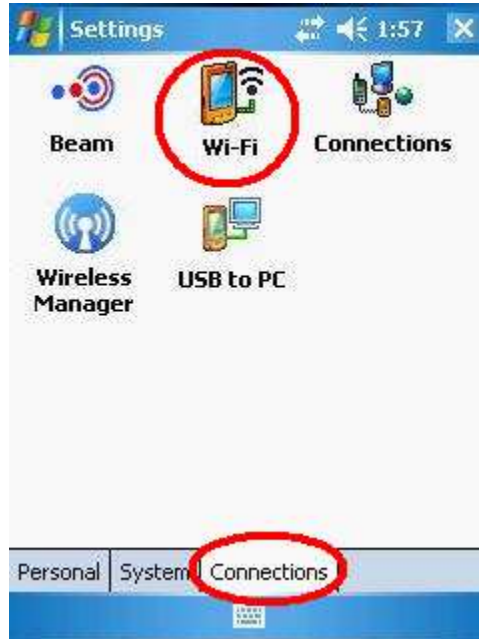 Settings 1:57
Beam Wi-Fi Connections
Wireless Manager USB to PC
Personal System Connections